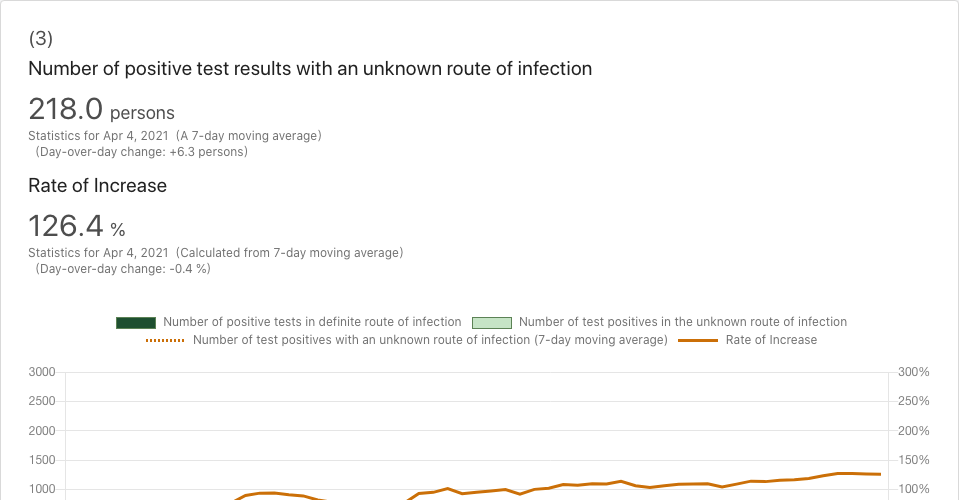 (3)
Number of positive test results with an unknown route of infection
218.0 persons
Statistics for Apr 4, 2021 (A 7-day moving average)
(Day-over-day change: +6.3 persons)
Rate of Increase
126.4 %
Statistics for Apr 4, 2021 (Calculated from 7-day moving average)
(Day-over-day change: -0.4 %)
Number of positive tests in definite route of infection Number of test positives in the unknown route of infection
Number of test positives with an unknown route of infection (7-day moving average) Rate of Increase
3000 300%
2500 250%
2000 200%
1500 150%
1000 100%